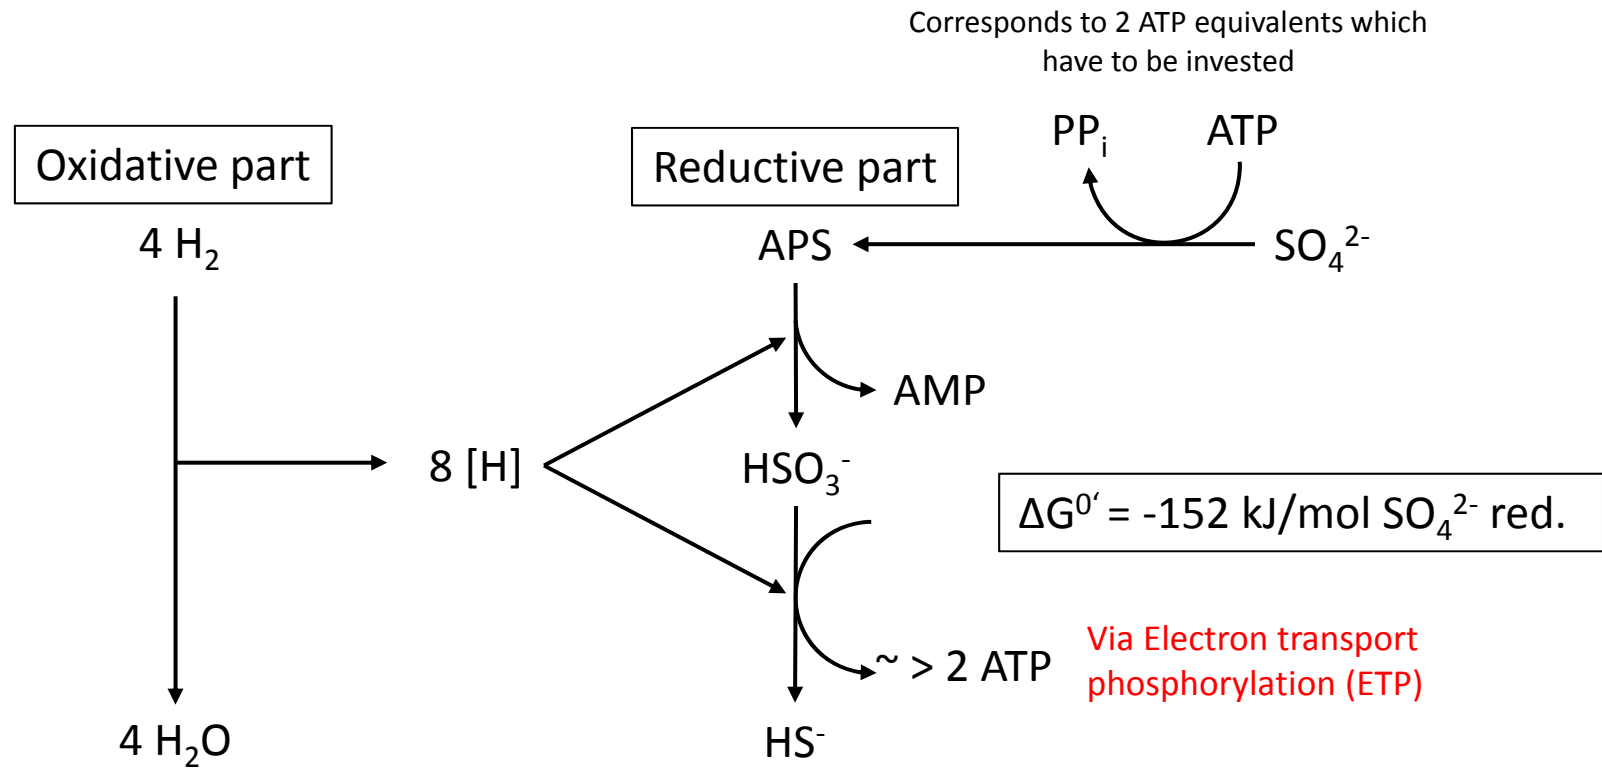 Corresponds to 2 ATP equivalents which
have to be invested
PPᵢ
ATP
Oxidative part
Reductive part
4 H₂
APS
SO₄²⁻
AMP
8 [H]
HSO₃⁻
ΔG⁰‘ = -152 kJ/mol SO₄²⁻ red.
~ > 2 ATP
Via Electron transport
phosphorylation (ETP)
4 H₂O
HS⁻